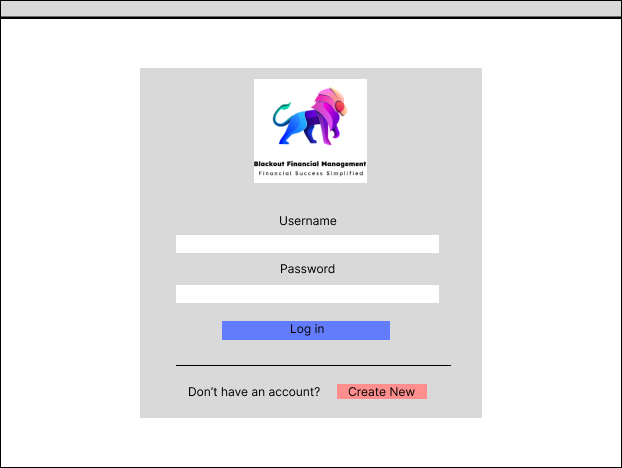 Blackout Financial Management
Financial Success Simplified
Username
Password
Log in
Don’t have an account? Create New